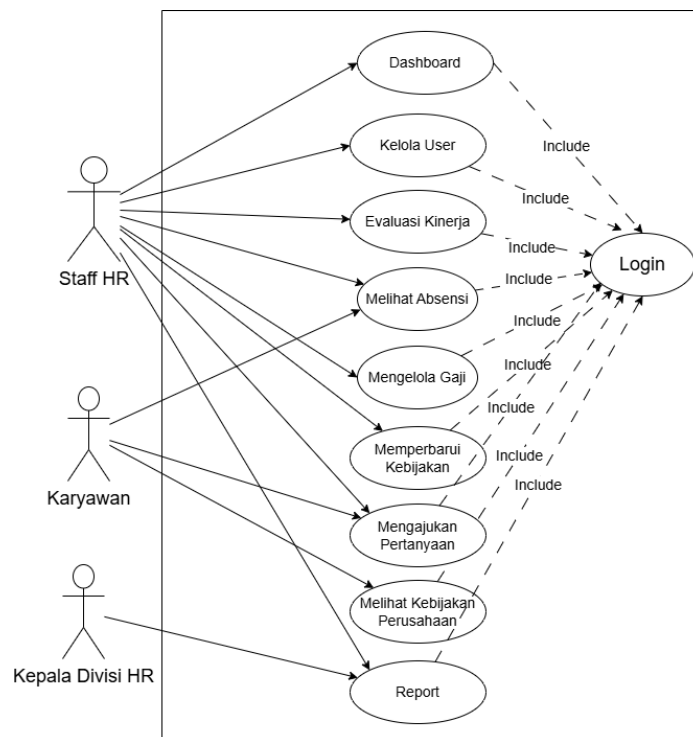 Dashboard
Kelola User
Include
Include
Evaluasi Kinerja
Include
Staff HR
Login
Melihat Absensi
Include
Include
Mengelola Gaji
Include
Include
Memperbarui
Kebijakan
Include
Karyawan
Include
Mengajukan
Pertanyaan
Melihat Kebijakan
Perusahaan
Kepala Divisi HR
Report